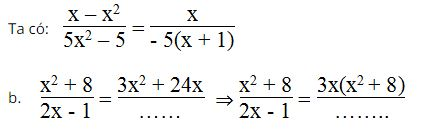 Ta có: (x – x²)/(5x² – 5) = x/(- 5(x + 1))
b. (x² + 8)/(2x - 1) = (3x² + 24x)/(......) ⇒ (x² + 8)/(2x - 1) = (3x(x² + 8))/(........)